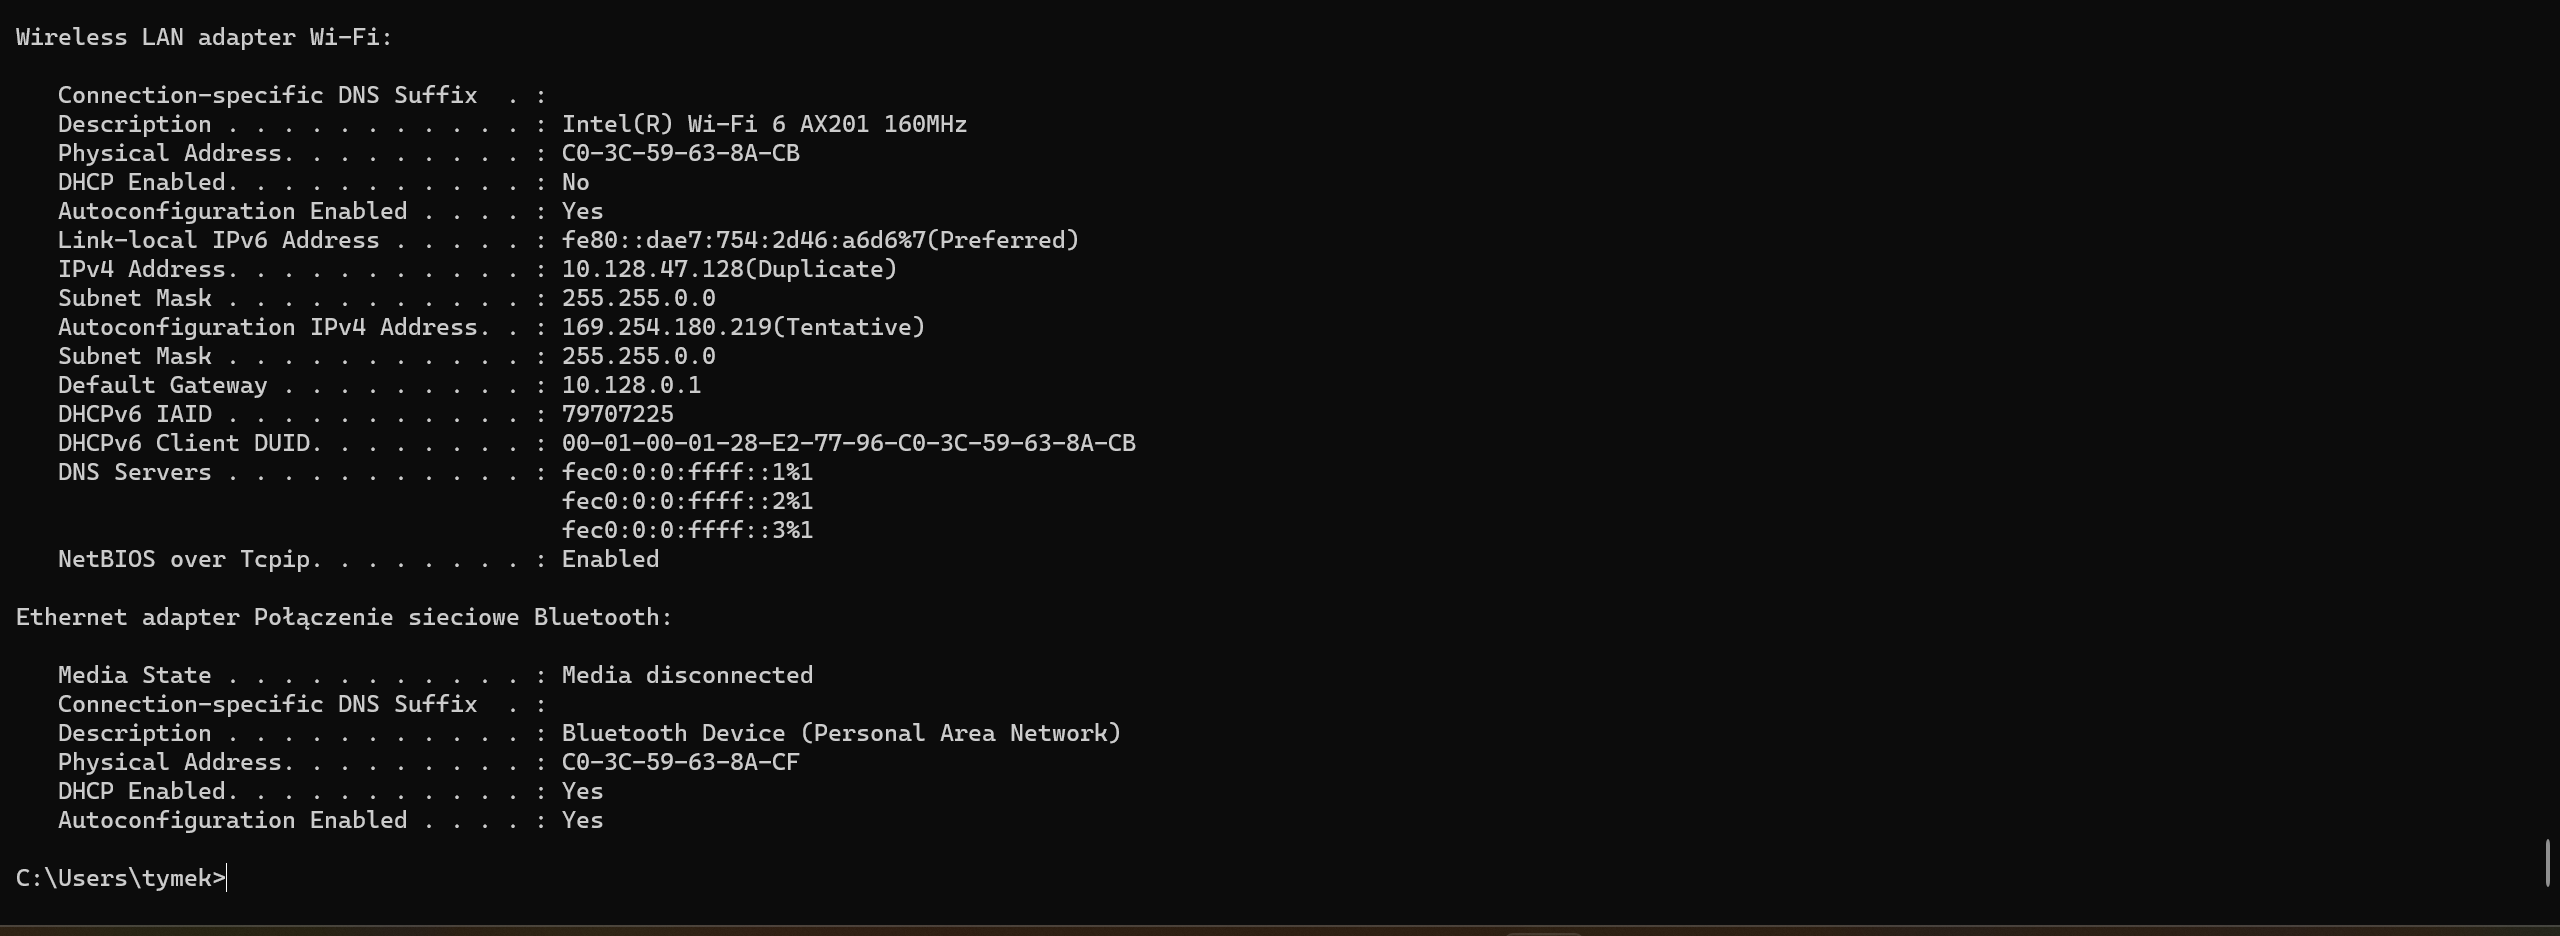 Wireless LAN adapter Wi-Fi:
Connection-specific DNS Suffix  . :
Description . . . . . . . . . . . : Intel(R) Wi-Fi 6 AX201 160MHz
Physical Address. . . . . . . . . : C0-3C-59-63-8A-CB
DHCP Enabled. . . . . . . . . . . : No
Autoconfiguration Enabled . . . . : Yes
Link-local IPv6 Address . . . . . : fe80::dae7:754:2d46:a6d6%7(Preferred)
IPv4 Address. . . . . . . . . . . : 10.128.47.128(Duplicate)
Subnet Mask . . . . . . . . . . . : 255.255.0.0
Autoconfiguration IPv4 Address. . : 169.254.180.219(Tentative)
Subnet Mask . . . . . . . . . . . : 255.255.0.0
Default Gateway . . . . . . . . . : 10.128.0.1
DHCPv6 IAID . . . . . . . . . . . : 79707225
DHCPv6 Client DUID. . . . . . . . : 00-01-00-01-28-E2-77-96-C0-3C-59-63-8A-CB
DNS Servers . . . . . . . . . . . : fec0:0:0:ffff::1%1
fec0:0:0:ffff::2%1
fec0:0:0:ffff::3%1
NetBIOS over Tcpip. . . . . . . . : Enabled
Ethernet adapter Połączenie sieciowe Bluetooth:
Media State . . . . . . . . . . . : Media disconnected
Connection-specific DNS Suffix  . :
Description . . . . . . . . . . . : Bluetooth Device (Personal Area Network)
Physical Address. . . . . . . . . : C0-3C-59-63-8A-CF
DHCP Enabled. . . . . . . . . . . : Yes
Autoconfiguration Enabled . . . . : Yes
C:\Users\tymek>